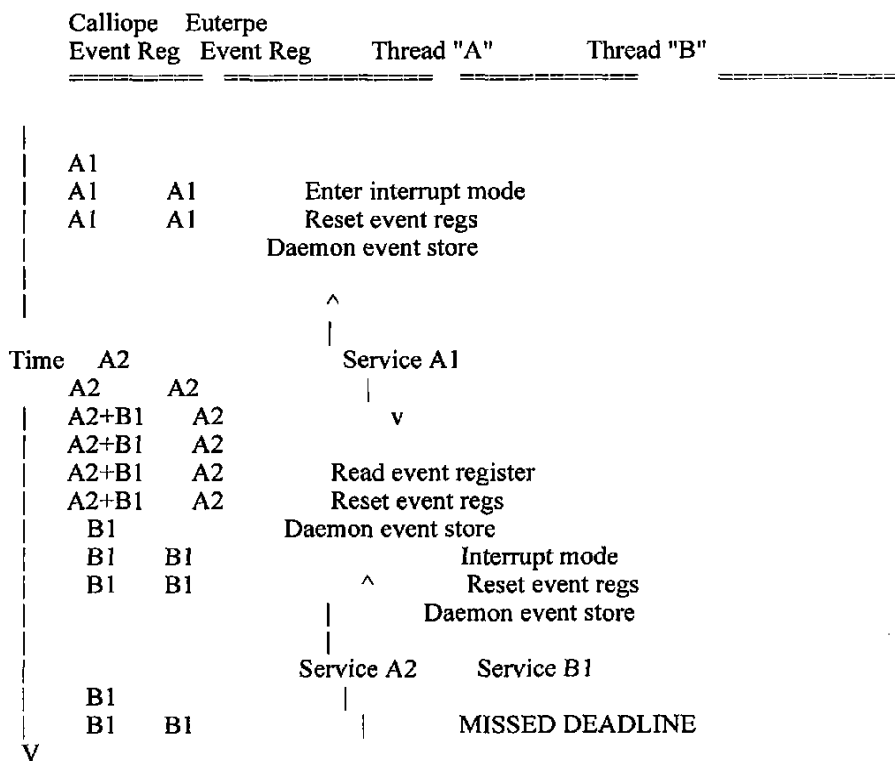 Calliope Euterpe
Event Reg Event Reg Thread "A" Thread "B"
========= ============== ============ ============
|
| A1
| A1 A1 Enter interrupt mode
| A1 A1 Reset event regs
| Daemon event store
|
| ^
|
Time A2 Service A1
A2 A2 |
| A2+B1 A2 v
| A2+B1 A2
| A2+B1 A2 Read event register
| A2+B1 A2 Reset event regs
| B1 Daemon event store
| B1 B1 Interrupt mode
| B1 B1 ^ Reset event regs
| | Daemon event store
| |
| Service A2 Service B1
| B1 |
| B1 B1 | MISSED DEADLINE
V